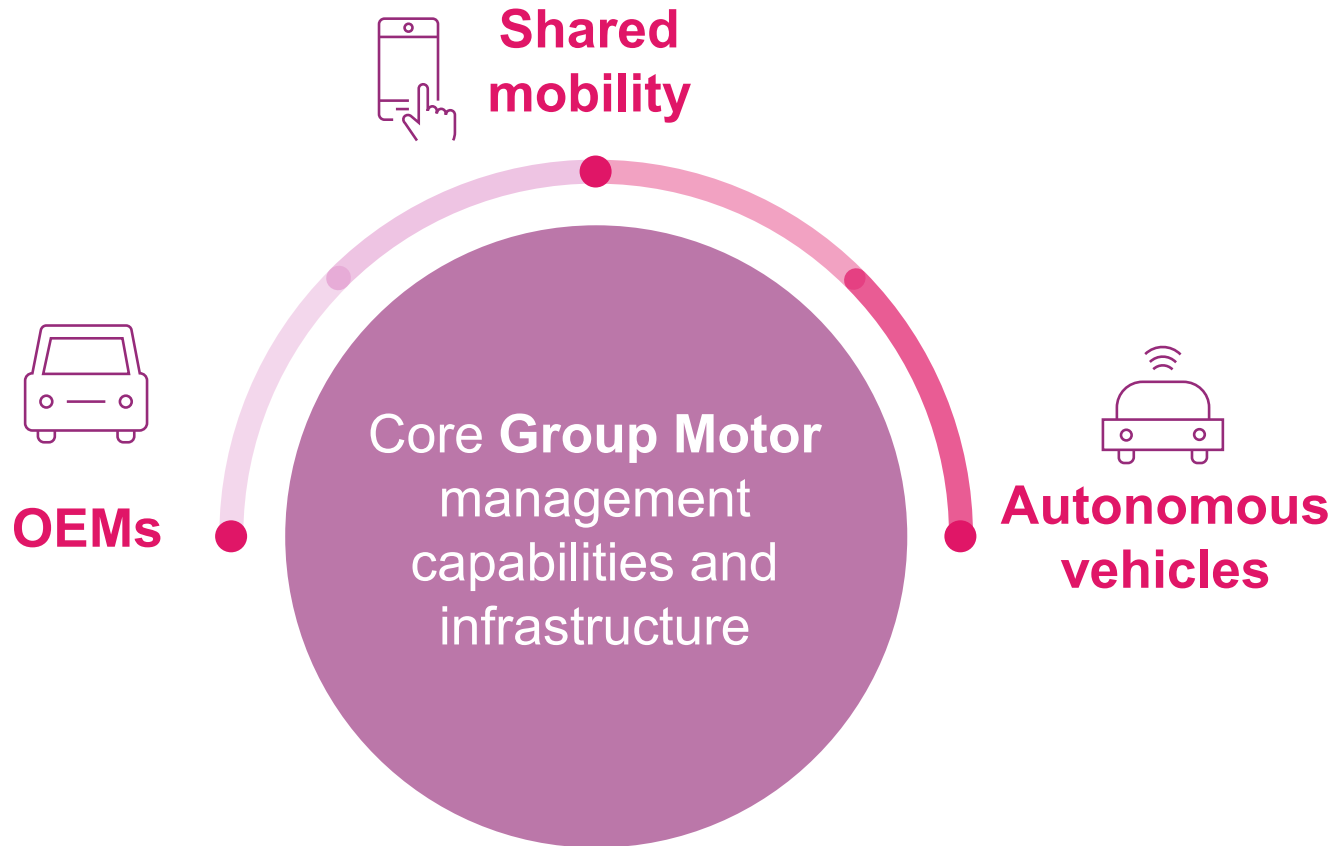 Shared
mobility
OEMs
Core Group Motor
management
capabilities and
infrastructure
Autonomous
vehicles